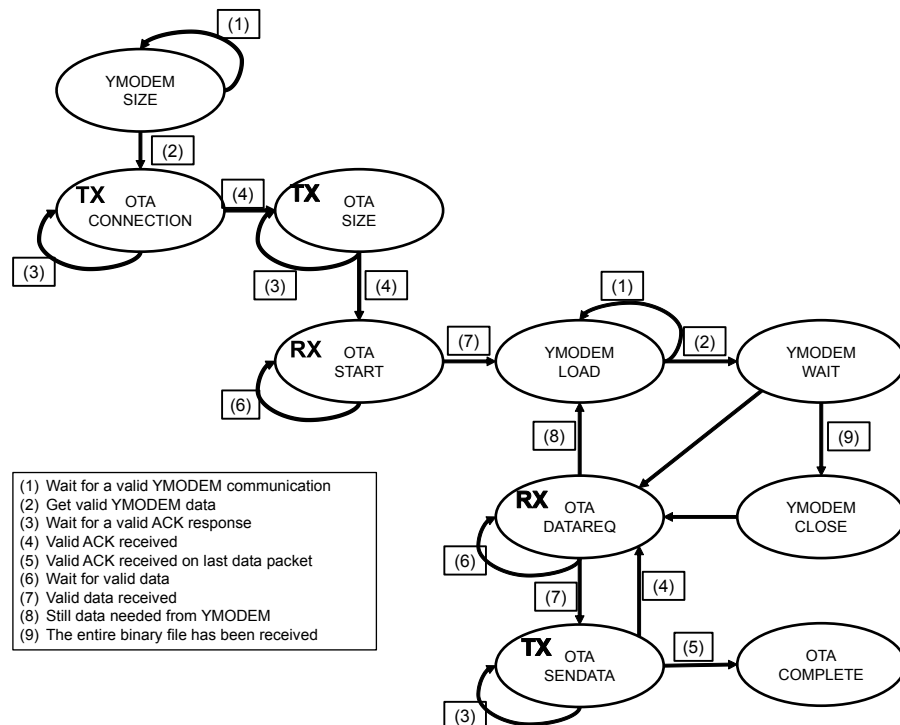 (1)
YMODEM
SIZE
(2)
TX
OTA
CONNECTION
(4)
TX
OTA
SIZE
(3)
(3)
(4)
(1)
RX
OTA
START
(7)
YMODEM
LOAD
(2)
YMODEM
WAIT
(6)
(8)
(9)
RX
OTA
DATAREQ
YMODEM
CLOSE
(6)
(7)
(4)
TX
OTA
SENDATA
(5)
OTA
COMPLETE
(3)
(1) Wait for a valid YMODEM communication
(2) Get valid YMODEM data
(3) Wait for a valid ACK response
(4) Valid ACK received
(5) Valid ACK received on last data packet
(6) Wait for valid data
(7) Valid data received
(8) Still data needed from YMODEM
(9) The entire binary file has been received